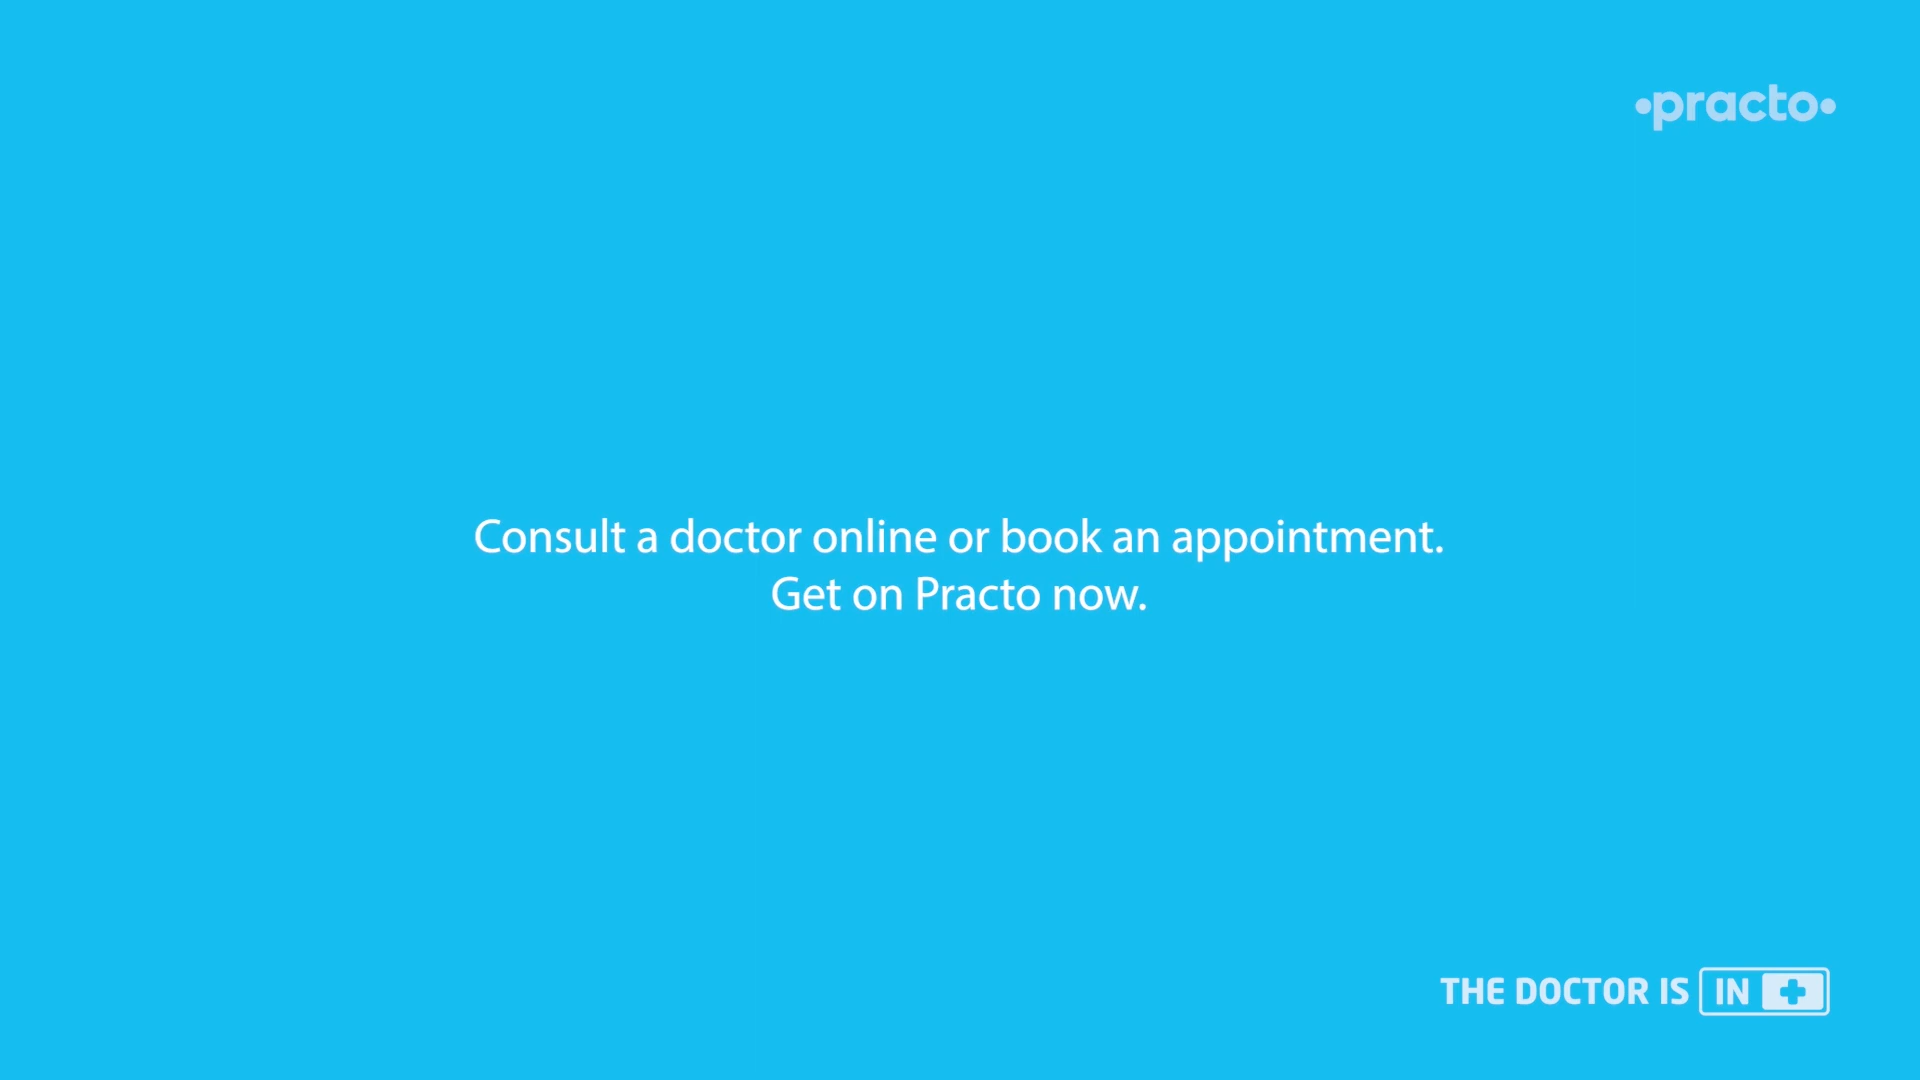 •practo•
Consult a doctor online or book an appointment.
Get on Practo now.
THE DOCTOR IS IN